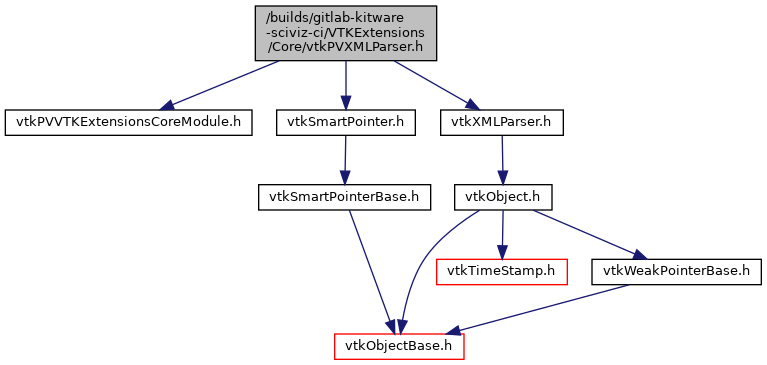 /builds/gitlab-kitware
-sciviz-ci/VTKExtensions
/Core/vtkPVXMLParser.h
vtkPVVTKExtensionsCoreModule.h
vtkSmartPointer.h
vtkXMLParser.h
vtkSmartPointerBase.h
vtkObject.h
vtkTimeStamp.h
vtkWeakPointerBase.h
vtkObjectBase.h